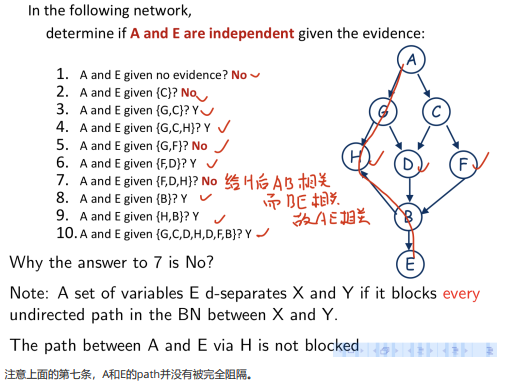 In the following network,
determine if A and E are independent given the evidence:
1. A and E given no evidence? No
2. A and E given {C}? No
3. A and E given {G,C}? Y
4. A and E given {G,C,H}? Y
5. A and E given {G,F}? No
6. A and E given {F,D}? Y
7. A and E given {F,D,H}? No 给H后AB相关
8. A and E given {B}? Y 而BE相关
9. A and E given {H,B}? Y 故AE相关
10. A and E given {G,C,D,H,D,F,B}? Y
A
G C
H D F
B
E
Why the answer to 7 is No?
Note: A set of variables E d-separates X and Y if it blocks every
undirected path in the BN between X and Y.
The path between A and E via H is not blocked
注意上面的第七条，A和E的path并没有被完全阻隔。